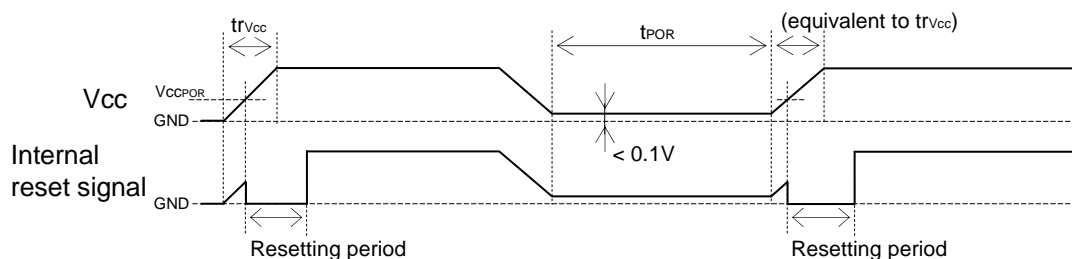 trVcc
tPOR
(equivalent to trVcc)
Vcc
VccPOR
GND
< 0.1V
Internal
reset signal
GND
Resetting period
Resetting period